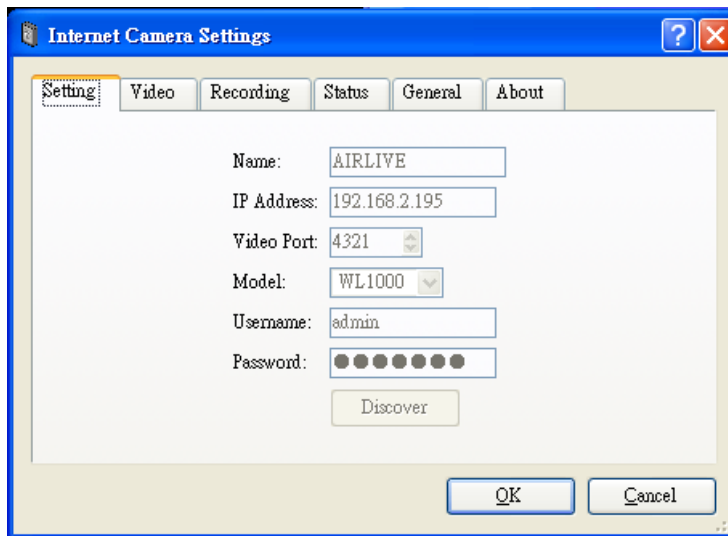 Internet Camera Settings
Setting Video Recording Status General About
Name: AIRLIVE
IP Address: 192.168.2.195
Video Port: 4321
Model: WL1000
Username: admin
Password: ●●●●●●●
Discover
OK Cancel